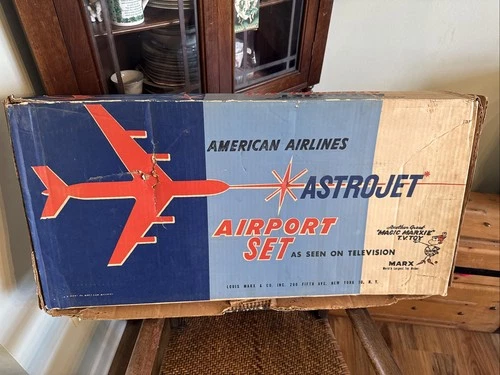 AMERICAN AIRLINES
ASTROJET
AIRPORT
SET
AS SEEN ON TELEVISION
Another Great
"MAGIC MARXIE"
T.V. TOY
MARX
LOUIS MARX & CO. INC. 200 FIFTH AVE. NEW YORK 10, N. Y.